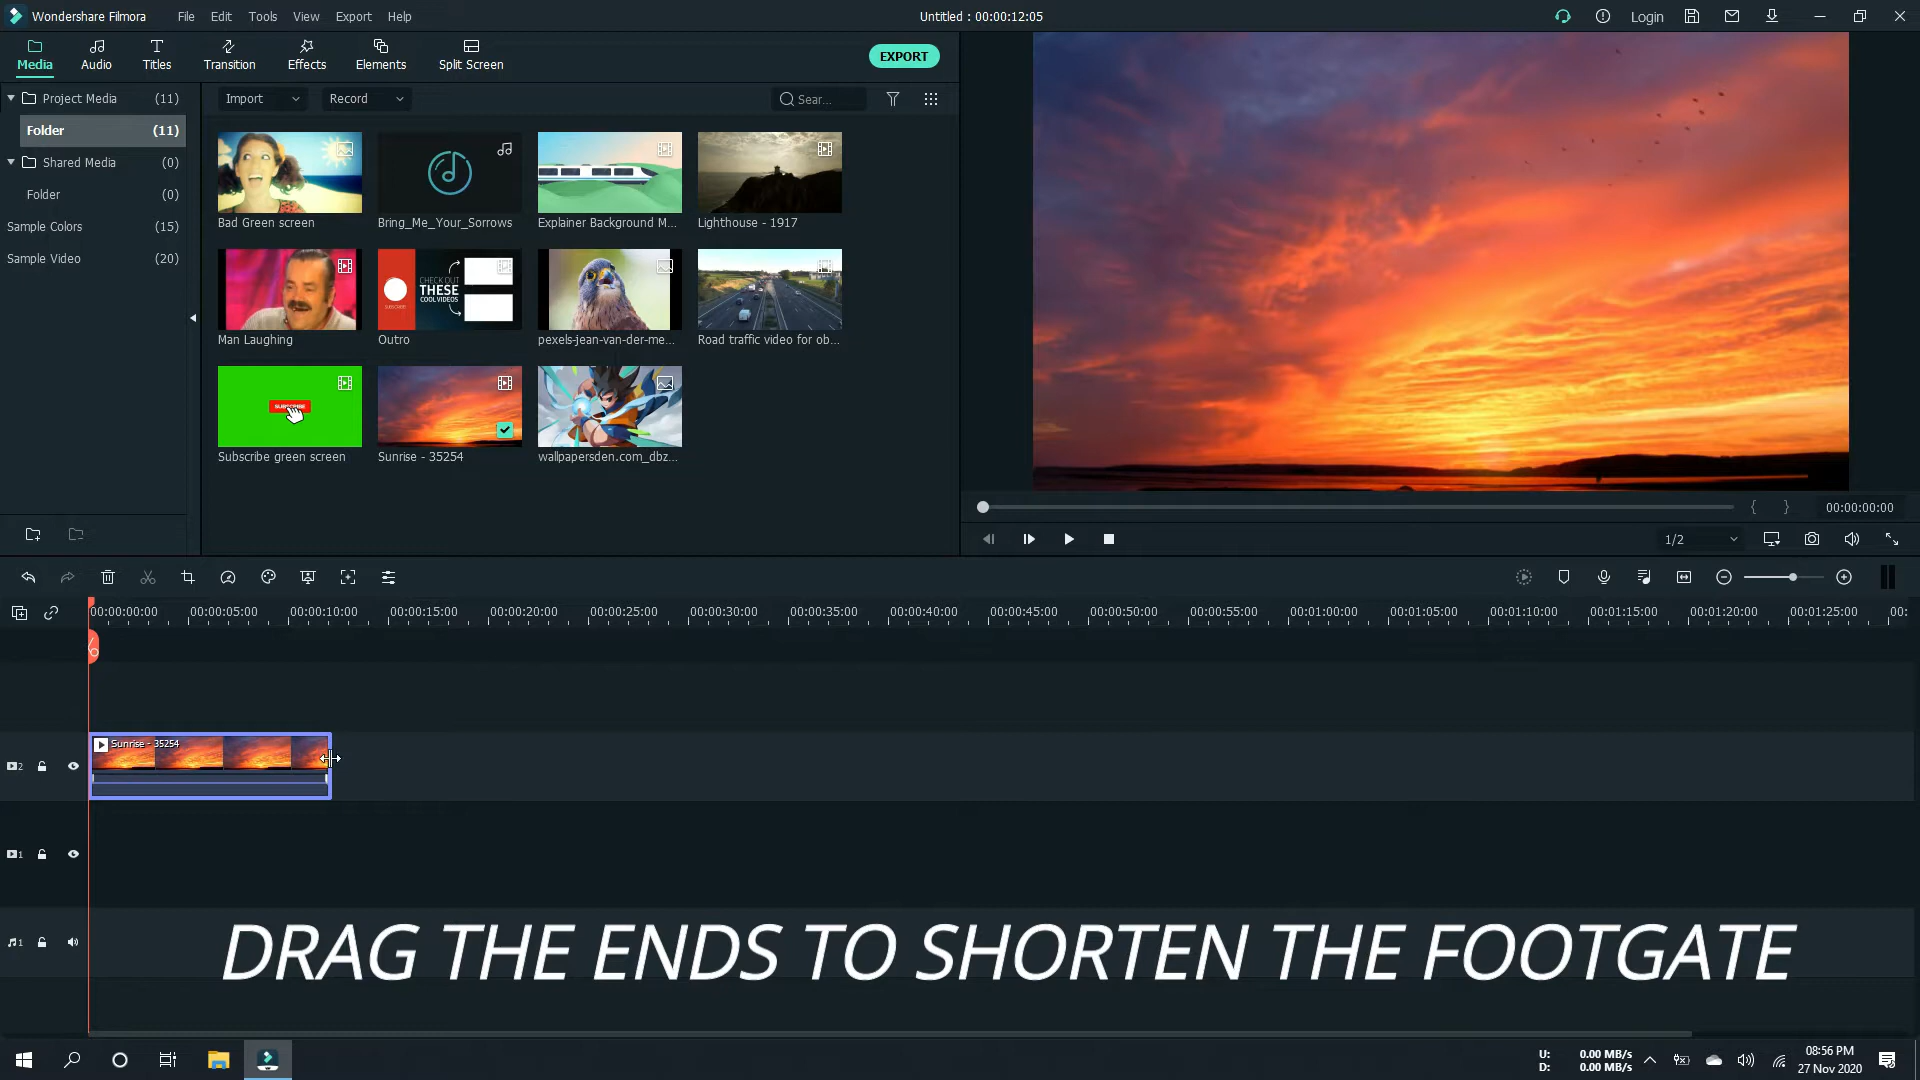 Wondershare Filmora File Edit Tools View Export Help
Untitled : 00:00:12:05
Login
Media Audio Titles Transition Effects Elements Split Screen
EXPORT
Project Media (11)
Folder (11)
Shared Media (0)
Folder (0)
Sample Colors (15)
Sample Video (20)
Import Record Sear...
Bad Green screen
Bring_Me_Your_Sorrows
Explainer Background M...
Lighthouse - 1917
CHECK OUT
THESE
COOL VIDEOS
Man Laughing
Outro
pexels-jean-van-der-me...
Road traffic video for ob...
SUBSCRIBE
Subscribe green screen
Sunrise - 35254
wallpapersden.com_dbz...
00:00:00:00
1/2
00:00:00:00 00:00:05:00 00:00:10:00 00:00:15:00 00:00:20:00 00:00:25:00 00:00:30:00 00:00:35:00 00:00:40:00 00:00:45:00 00:00:50:00 00:00:55:00 00:01:00:00 00:01:05:00 00:01:10:00 00:01:15:00 00:01:20:00 00:01:25:00 00:
Sunrise - 35254
2
1
1
DRAG THE ENDS TO SHORTEN THE FOOTGATE
U: 0.00 MB/s
D: 0.00 MB/s
08:56 PM
27 Nov 2020